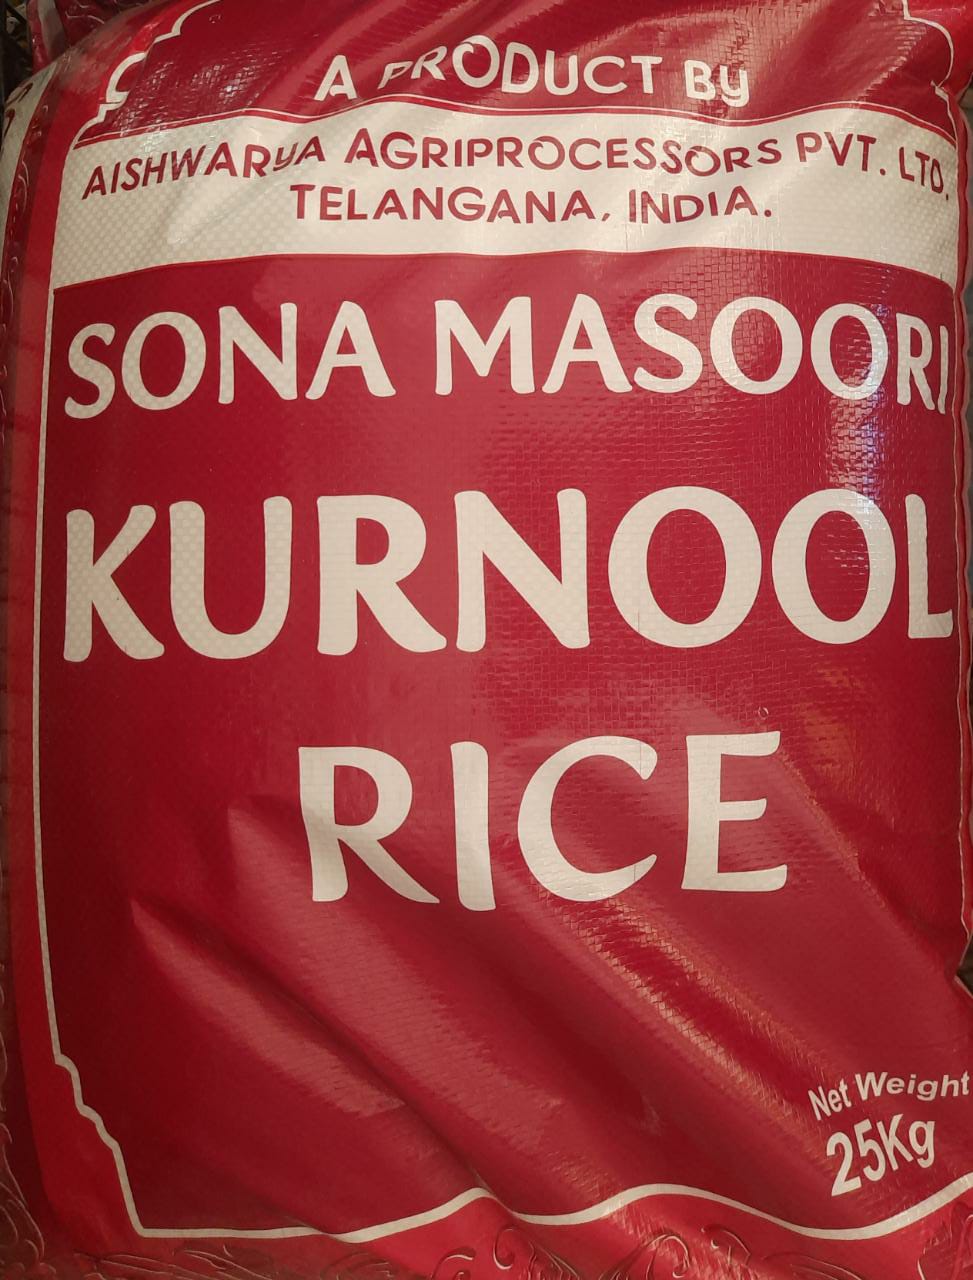 A PRODUCT By
AISHWARyA AGRIPROCESSORS PVT. LTD.
TELANGANA, INDIA.
SONA MASOORI
KURNOOL
RICE
Net Weight
25Kg